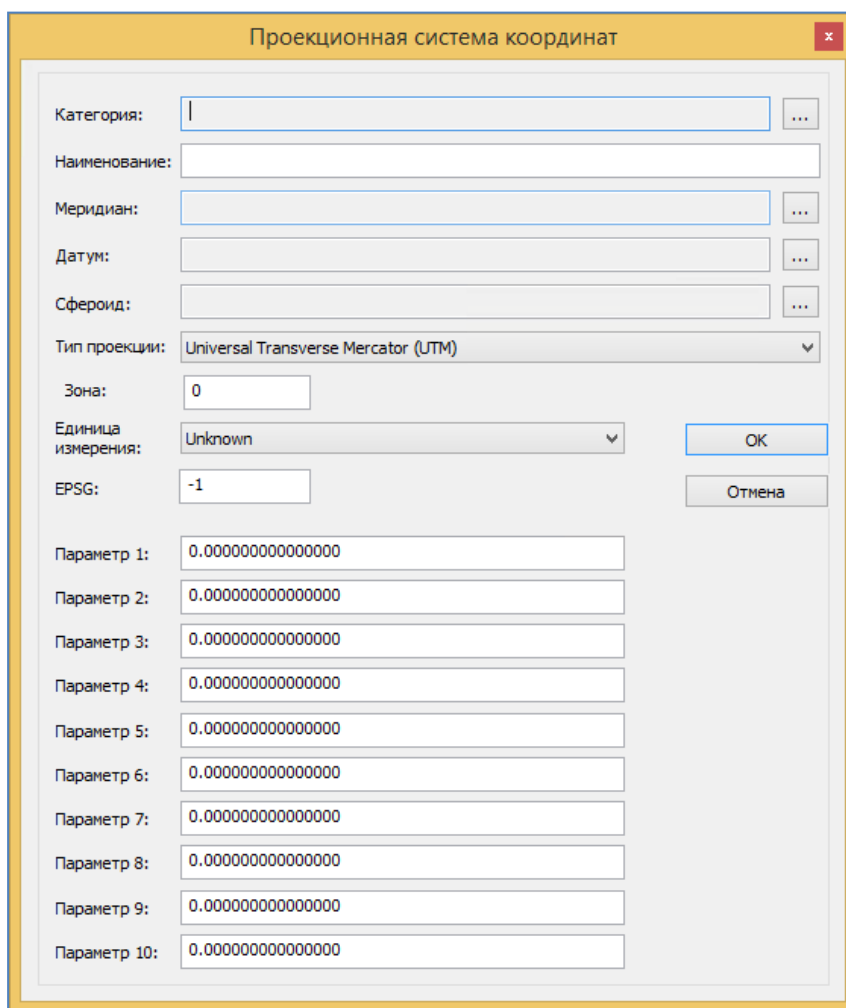 Проекционная система координат
x
Категория:
...
Наименование:
Меридиан:
...
Датум:
...
Сфероид:
...
Тип проекции: Universal Transverse Mercator (UTM)
Зона: 0
Единица
измерения: Unknown
OK
EPSG: -1
Отмена
Параметр 1: 0.000000000000000
Параметр 2: 0.000000000000000
Параметр 3: 0.000000000000000
Параметр 4: 0.000000000000000
Параметр 5: 0.000000000000000
Параметр 6: 0.000000000000000
Параметр 7: 0.000000000000000
Параметр 8: 0.000000000000000
Параметр 9: 0.000000000000000
Параметр 10: 0.000000000000000